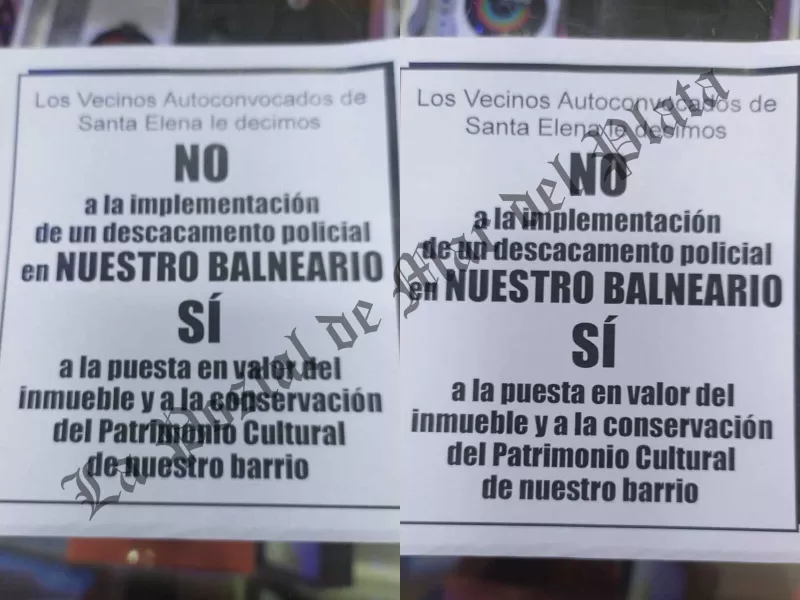 Los Vecinos Autoconvocados de
Santa Elena le decimos
NO
a la implementación
de un descacamento policial
en NUESTRO BALNEARIO
SÍ
a la puesta en valor del
inmueble y a la conservación
del Patrimonio Cultural
de nuestro barrio
Los Vecinos Autoconvocados de
Santa Elena le desimos
NO
a la implementación
de un descacamento policial
en NUESTRO BALNEARIO
SÍ
a la puesta en valor del
inmueble y a la conservación
del Patrimonio Cultural
de nuestro barrio
La Postal de Mar del Plata